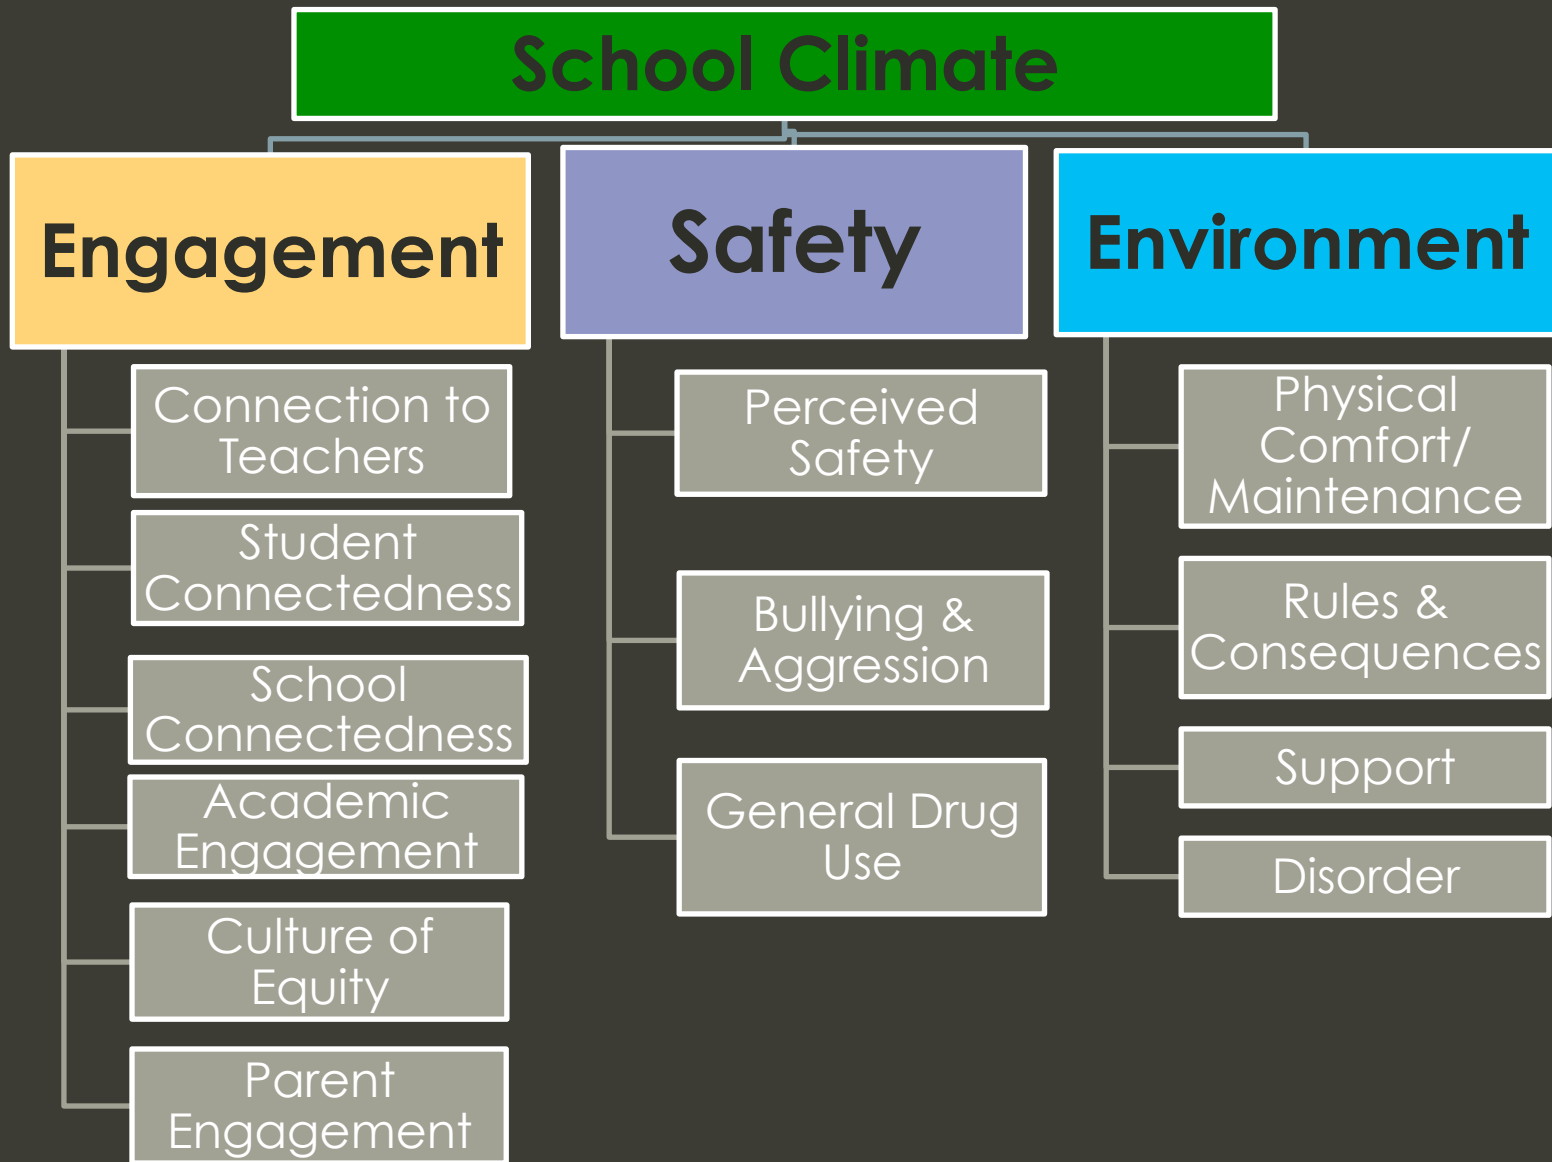 School Climate
Engagement
Connection to
Teachers
Student
Connectedness
School
Connectedness
Academic
Engagement
Culture of
Equity
Parent
Engagement
Safety
Perceived
Safety
Bullying &
Aggression
General Drug
Use
Environment
Physical
Comfort/
Maintenance
Rules &
Consequences
Support
Disorder